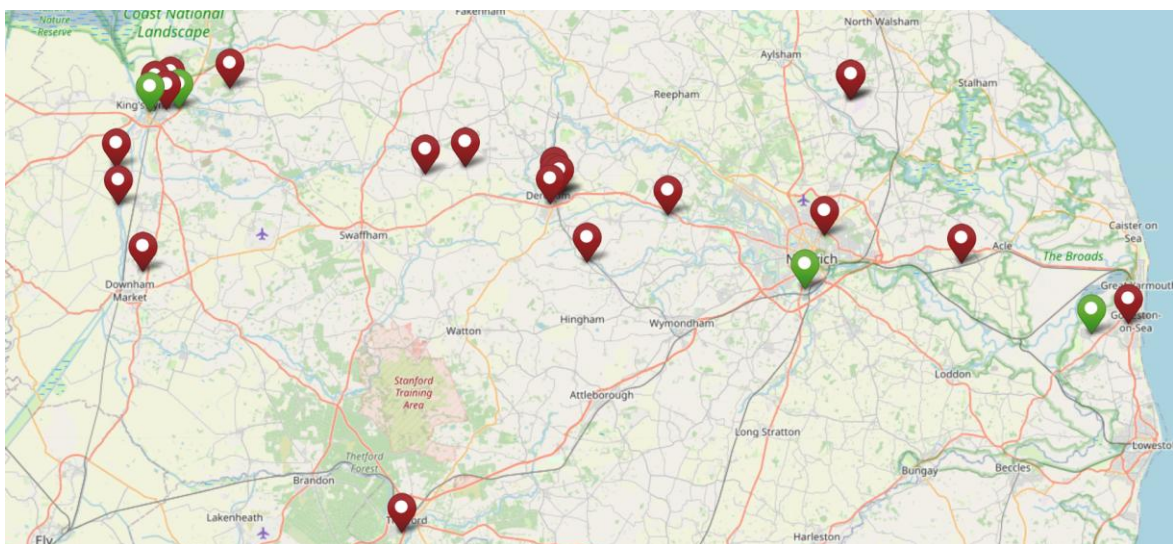 Coast National
Landscape
Nature
Reserve
Fakenham
North Walsham
Aylsham
Stalham
Reepham
King's
Swaffham
Norwich
Acle
Caister on
Sea
The Broads
Great Yarmouth
Gorleston-
on-Sea
Downham
Market
Watton
Hingham
Wymondham
Loddon
Stanford
Training
Area
Attleborough
Long Stratton
Lowestoft
Thetford
Forest
Brandon
Bungay
Beccles
Lakenheath
Thetford
Ely
Harleston